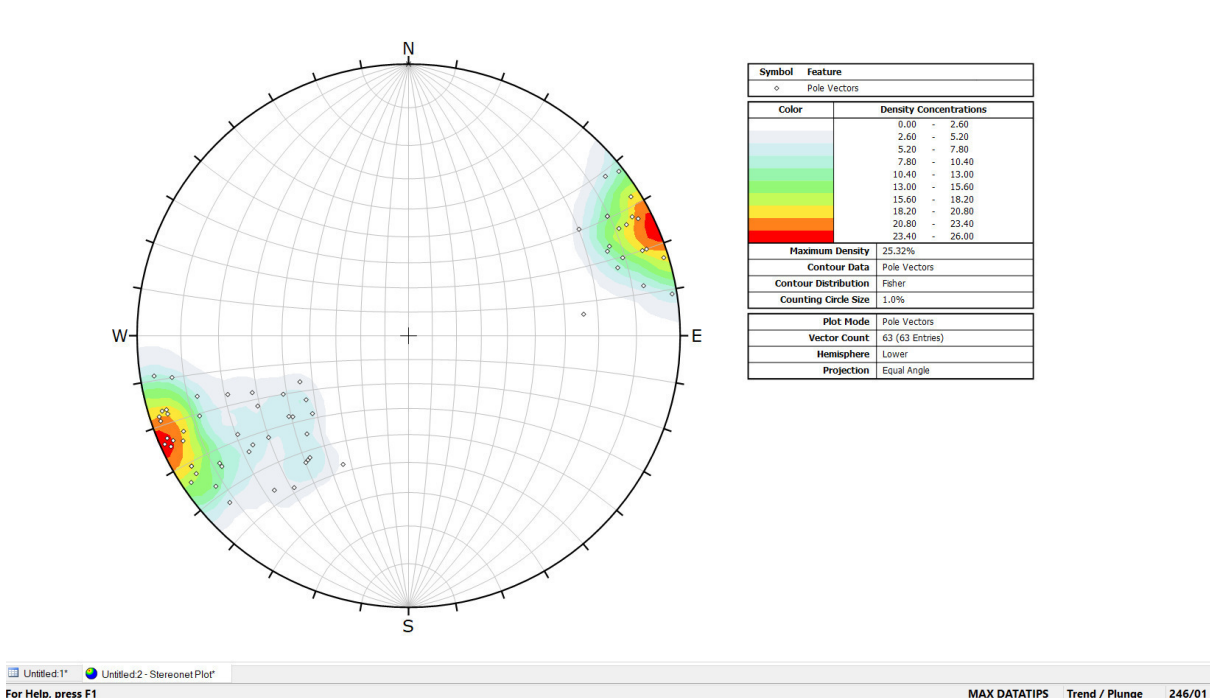 N
W
E
S
Symbol Feature
Pole Vectors
Color Density Concentrations
0.00 - 2.60
2.60 - 5.20
5.20 - 7.80
7.80 - 10.40
10.40 - 13.00
13.00 - 15.60
15.60 - 18.20
18.20 - 20.80
20.80 - 23.40
23.40 - 26.00
Maximum Density 25.32%
Contour Data Pole Vectors
Contour Distribution Fisher
Counting Circle Size 1.0%
Plot Mode Pole Vectors
Vector Count 63 (63 Entries)
Hemisphere Lower
Projection Equal Angle
Untitled:1* Untitled:2 - Stereonet Plot*
For Help, press F1 MAX DATATIPS Trend / Plunge 246/01